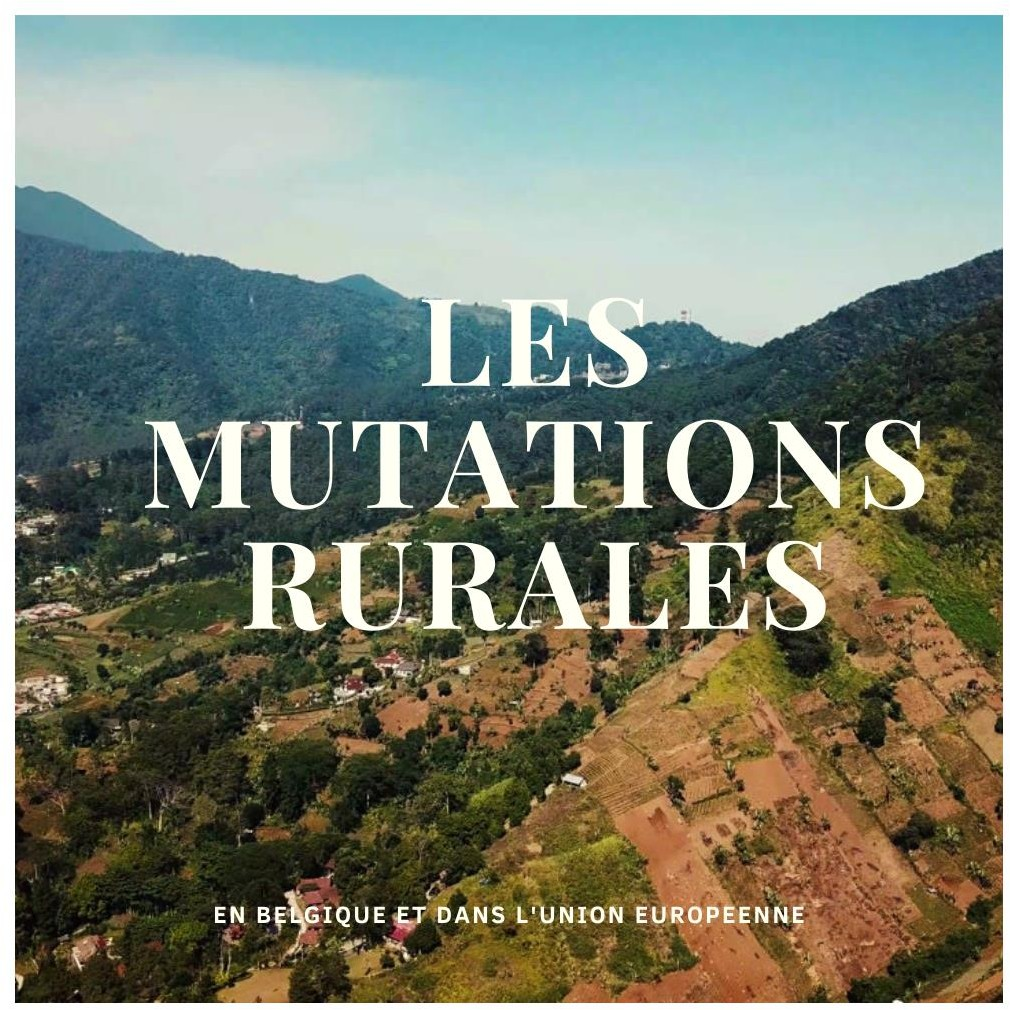 LES
MUTATIONS
RURALES
EN BELGIQUE ET DANS L'UNION EUROPEENNE